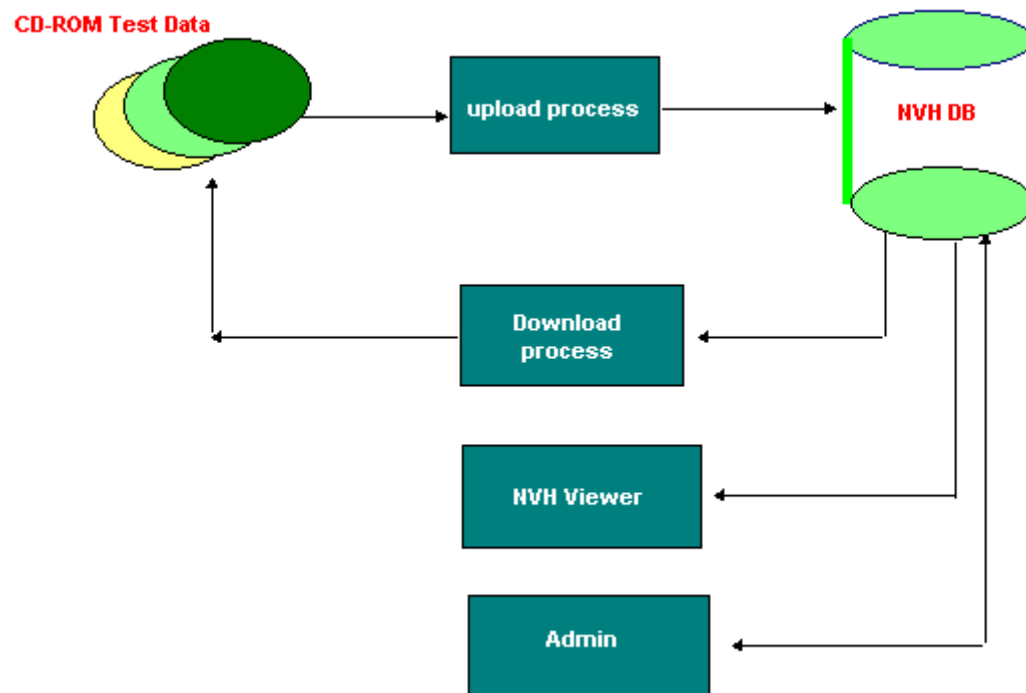 CD-ROM Test Data
upload process
NVH DB
Download
process
NVH Viewer
Admin